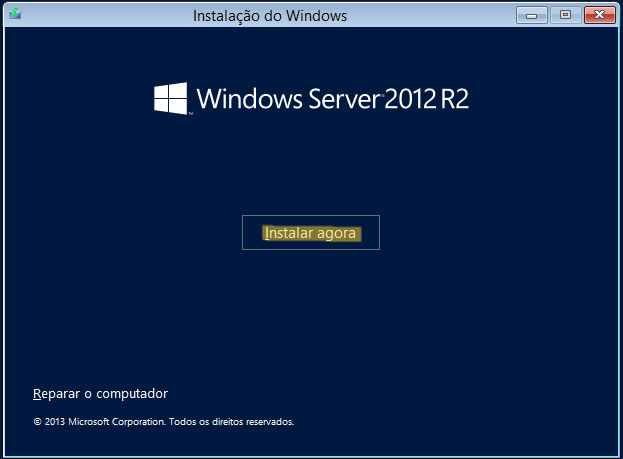 Instalação do Windows
Windows Server 2012 R2
Instalar agora
Reparar o computador
© 2013 Microsoft Corporation. Todos os direitos reservados.